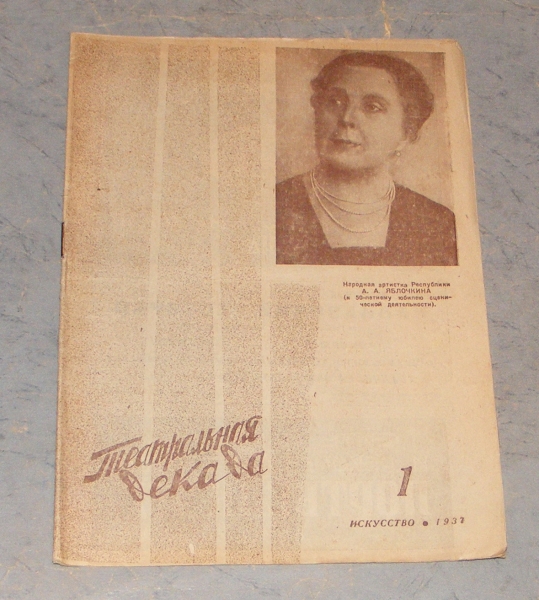 Народная артистка Республики
А. А. ЯБЛОЧКИНА
(к 50-летнему юбилею сцени-
ческой деятельности).
Театральная
декада
1
ИСКУССТВО • 1937